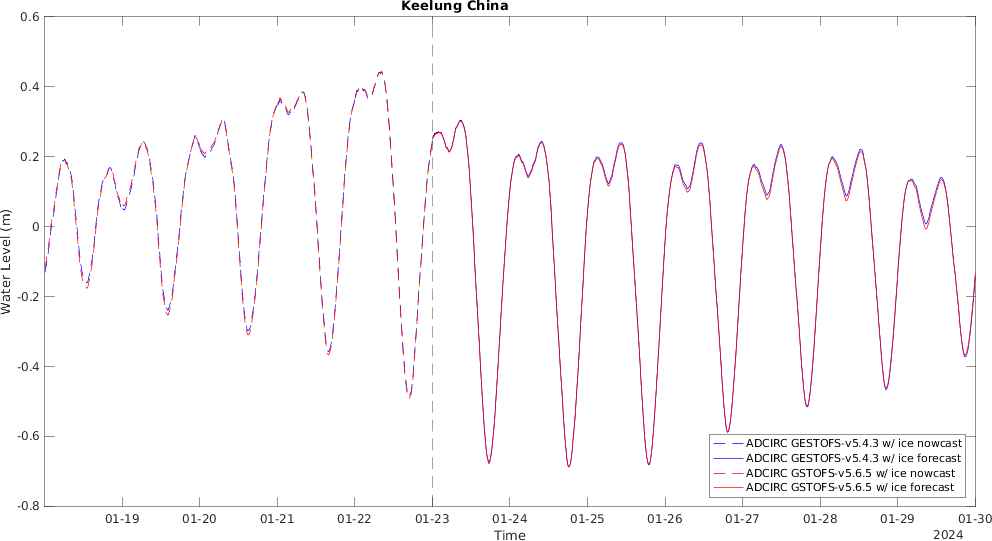 Keelung China
0.6
0.4
0.2
0
-0.2
-0.4
-0.6
-0.8
Water Level (m)
01-19 01-20 01-21 01-22 01-23 01-24 01-25 01-26 01-27 01-28 01-29 01-30
Time
2024
ADCIRC GESTOFS-v5.4.3 w/ ice nowcast
ADCIRC GESTOFS-v5.4.3 w/ ice forecast
ADCIRC GSTOFS-v5.6.5 w/ ice nowcast
ADCIRC GSTOFS-v5.6.5 w/ ice forecast